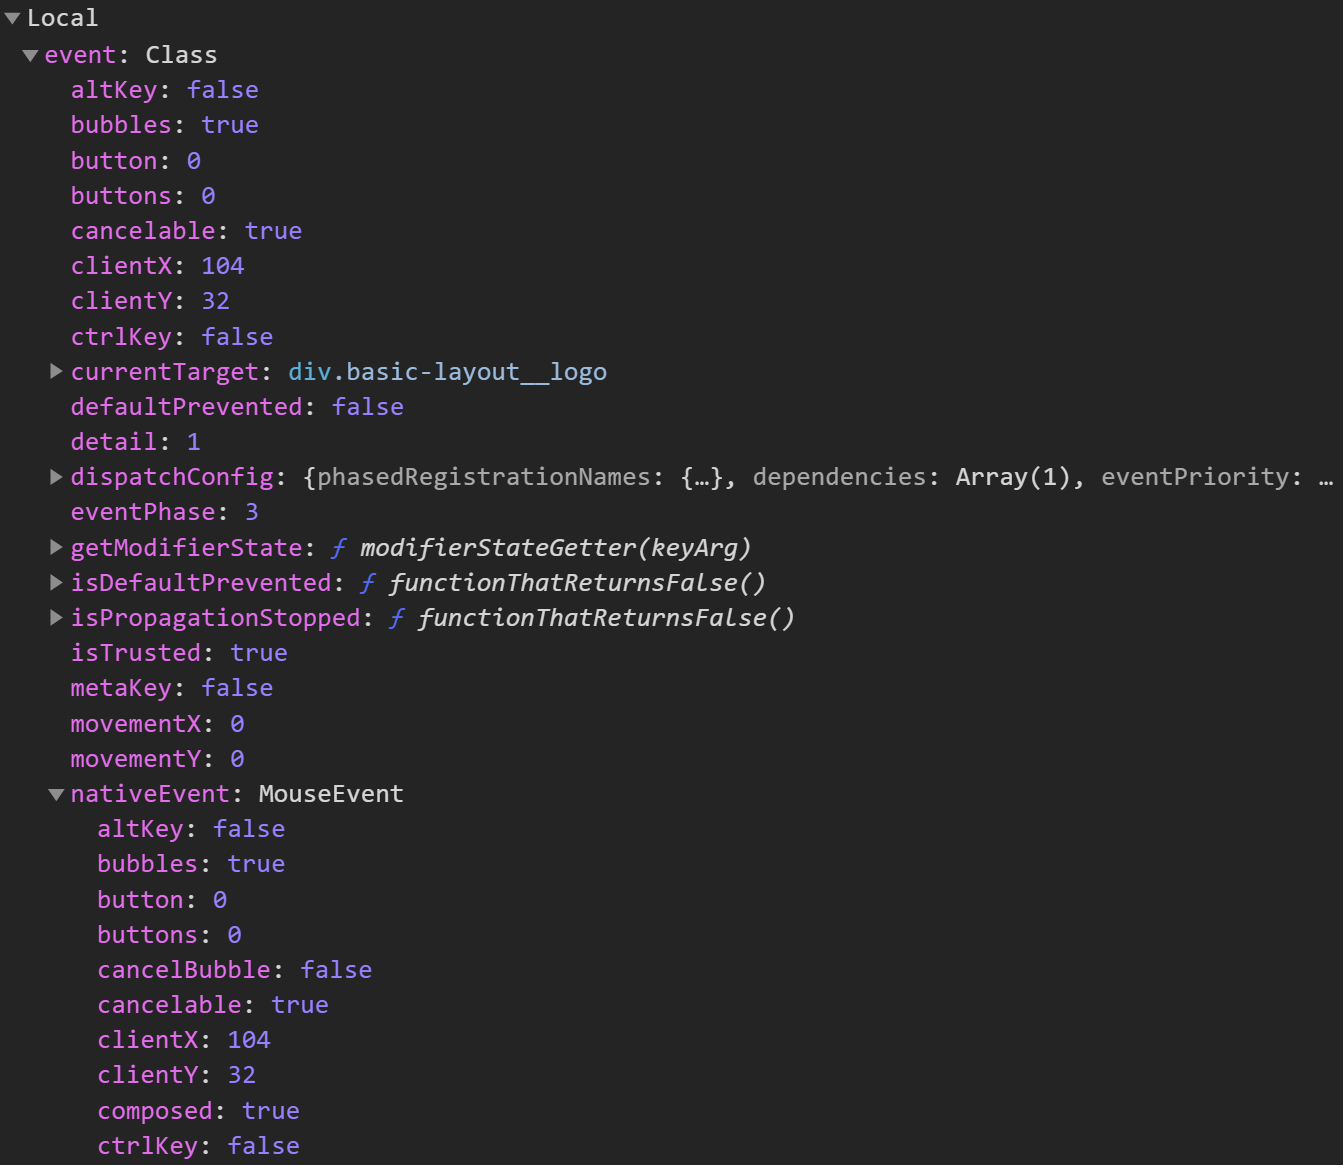 Local
event: Class
altKey: false
bubbles: true
button: 0
buttons: 0
cancelable: true
clientX: 104
clientY: 32
ctrlKey: false
currentTarget: div.basic-layout__logo
defaultPrevented: false
detail: 1
dispatchConfig: {phasedRegistrationNames: {…}, dependencies: Array(1), eventPriority: …
eventPhase: 3
getModifierState: ƒ modifierStateGetter(keyArg)
isDefaultPrevented: ƒ functionThatReturnsFalse()
isPropagationStopped: ƒ functionThatReturnsFalse()
isTrusted: true
metaKey: false
movementX: 0
movementY: 0
nativeEvent: MouseEvent
altKey: false
bubbles: true
button: 0
buttons: 0
cancelBubble: false
cancelable: true
clientX: 104
clientY: 32
composed: true
ctrlKey: false